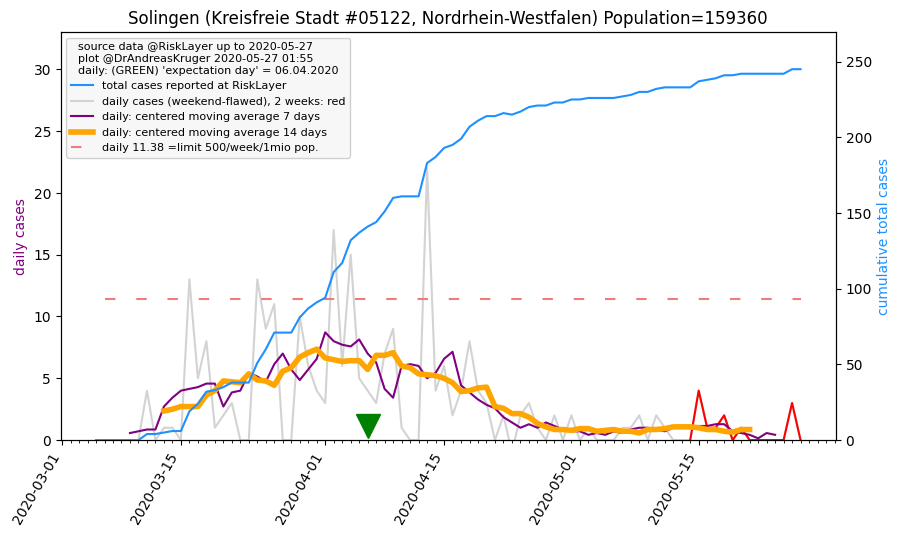 Solingen (Kreisfreie Stadt #05122, Nordrhein-Westfalen) Population=159360
source data @RiskLayer up to 2020-05-27
plot @DrAndreasKruger 2020-05-27 01:55
daily: (GREEN) 'expectation day' = 06.04.2020
total cases reported at RiskLayer
daily cases (weekend-flawed), 2 weeks: red
daily: centered moving average 7 days
daily: centered moving average 14 days
daily 11.38 =limit 500/week/1mio pop.
daily cases
30
25
20
15
10
5
0
cumulative total cases
250
200
150
100
50
0
2020-03-01
2020-03-15
2020-04-01
2020-04-15
2020-05-01
2020-05-15